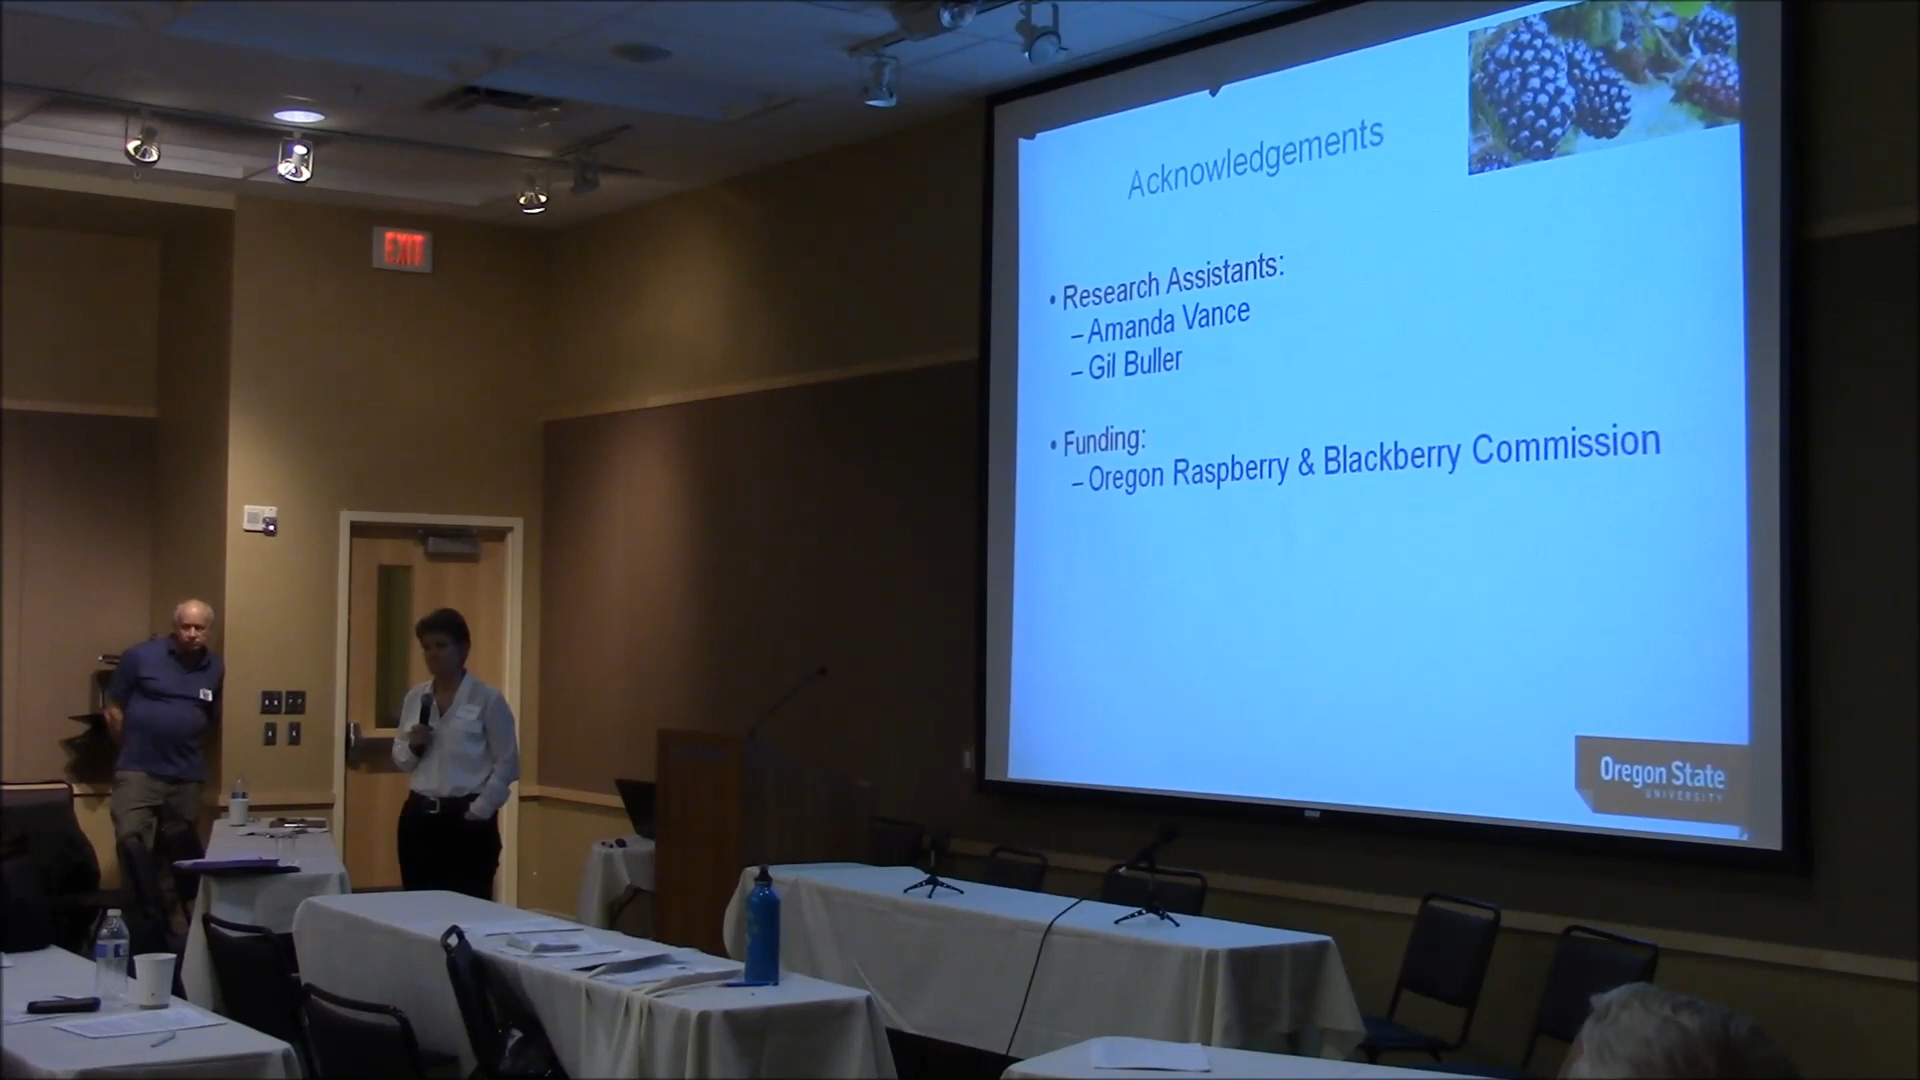 EXIT
Acknowledgements
• Research Assistants:
– Amanda Vance
– Gil Buller
• Funding:
– Oregon Raspberry & Blackberry Commission
Oregon State
UNIVERSITY